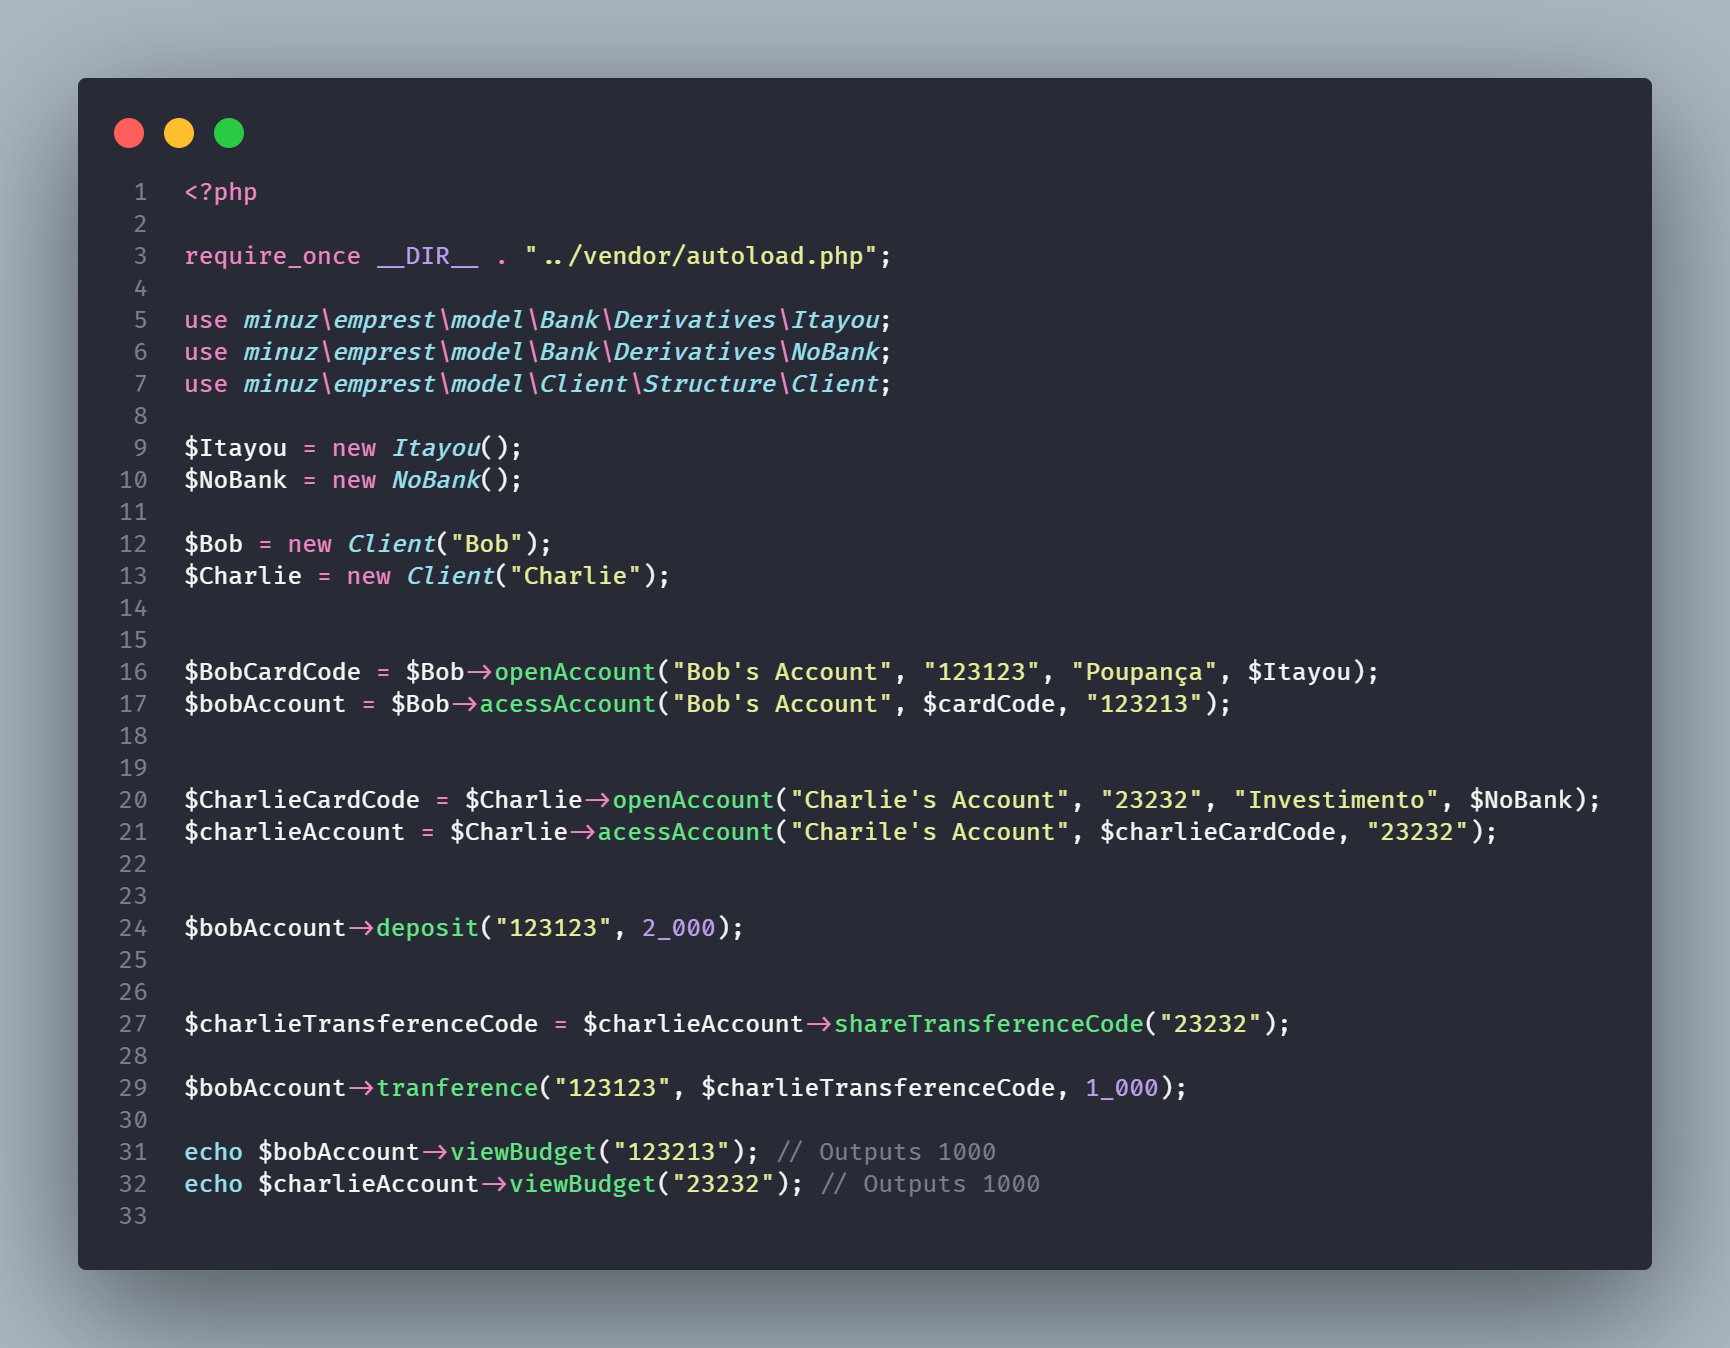 1 <?php
2
3 require_once __DIR__ . "../vendor/autoload.php";
4
5 use minuz\emprest\model\Bank\Derivatives\Itayou;
6 use minuz\emprest\model\Bank\Derivatives\NoBank;
7 use minuz\emprest\model\Client\Structure\Client;
8
9 $Itayou = new Itayou();
10 $NoBank = new NoBank();
11
12 $Bob = new Client("Bob");
13 $Charlie = new Client("Charlie");
14
15
16 $BobCardCode = $Bob->openAccount("Bob's Account", "123123", "Poupança", $Itayou);
17 $bobAccount = $Bob->acessAccount("Bob's Account", $cardCode, "123213");
18
19
20 $CharlieCardCode = $Charlie->openAccount("Charlie's Account", "23232", "Investimento", $NoBank);
21 $charlieAccount = $Charlie->acessAccount("Charile's Account", $charlieCardCode, "23232");
22
23
24 $bobAccount->deposit("123123", 2_000);
25
26
27 $charlieTransferenceCode = $charlieAccount->shareTransferenceCode("23232");
28
29 $bobAccount->tranference("123123", $charlieTransferenceCode, 1_000);
30
31 echo $bobAccount->viewBudget("123213"); // Outputs 1000
32 echo $charlieAccount->viewBudget("23232"); // Outputs 1000
33